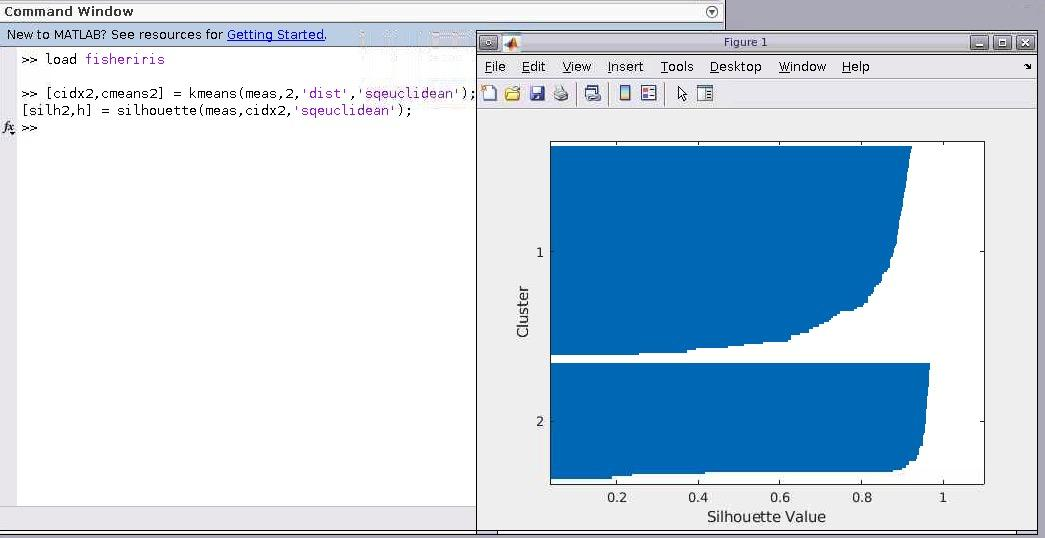 Command Window
New to MATLAB? See resources for Getting Started.
>> load fisheriris
>> [cidx2,cmeans2] = kmeans(meas,2,'dist','sqeuclidean');
[silh2,h] = silhouette(meas,cidx2,'sqeuclidean');
fx >>
Figure 1
File Edit View Insert Tools Desktop Window Help
1
2
Cluster
0.2 0.4 0.6 0.8 1
Silhouette Value